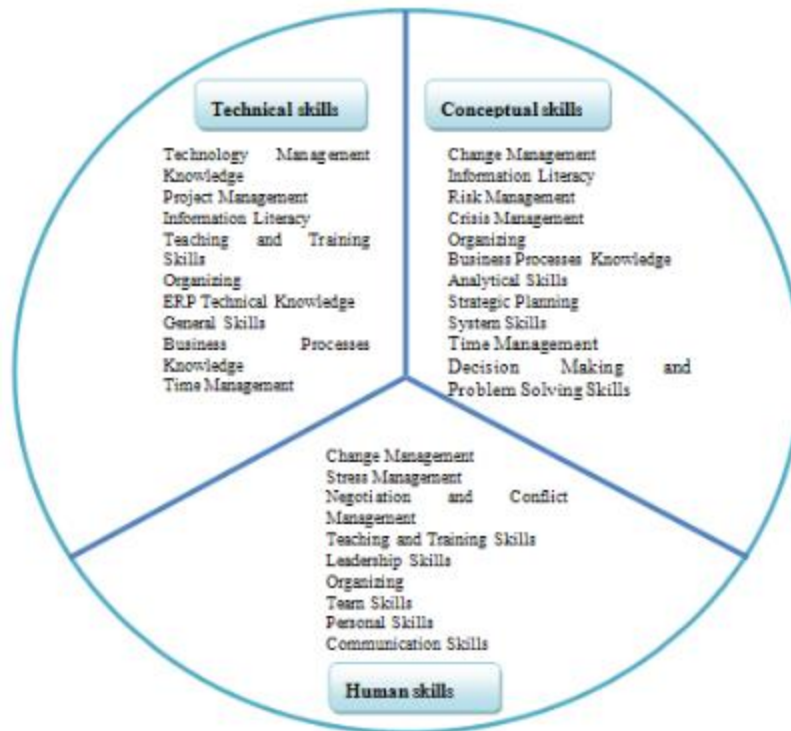 Technical skills
Technology Management
Knowledge
Project Management
Information Literacy
Teaching and Training
Skills
Organizing
ERP Technical Knowledge
General Skills
Business Processes
Knowledge
Time Management
Conceptual skills
Change Management
Information Literacy
Risk Management
Crisis Management
Organizing
Business Processes Knowledge
Analytical Skills
Strategic Planning
System Skills
Time Management
Decision Making and
Problem Solving Skills
Change Management
Stress Management
Negotiation and Conflict
Management
Teaching and Training Skills
Leadership Skills
Organizing
Team Skills
Personal Skills
Communication Skills
Human skills